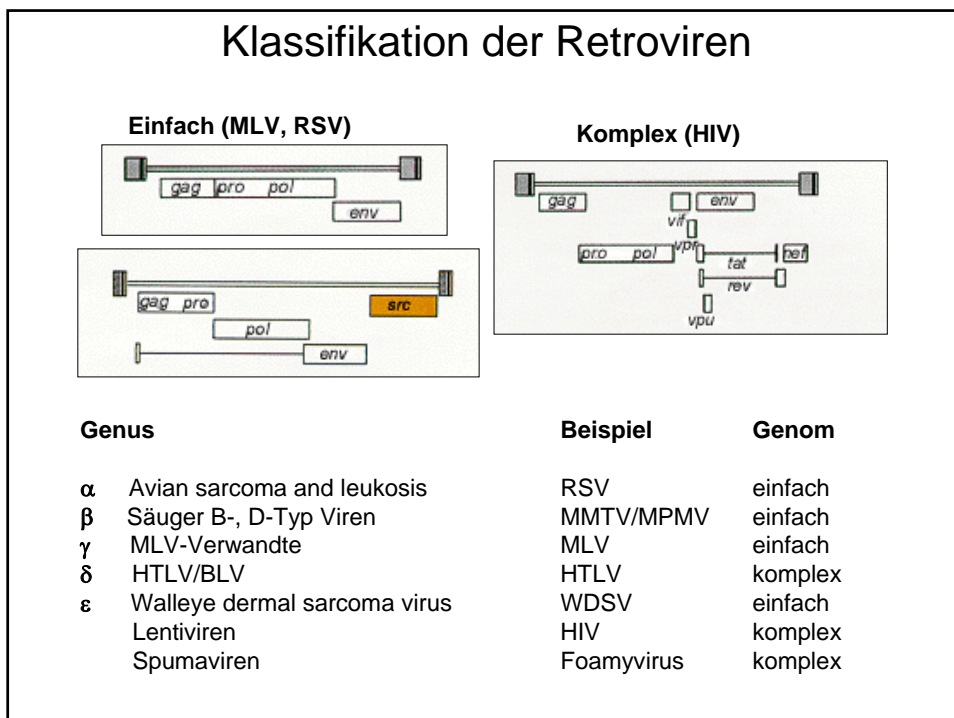 Klassifikation der Retroviren
Einfach (MLV, RSV)
gag pro pol
env
gag pro
src
pol
env
Komplex (HIV)
gag
vif
env
vpr
pro pol
tat
nef
rev
vpu
Genus Beispiel Genom
α Avian sarcoma and leukosis RSV einfach
β Säuger B-, D-Typ Viren MMTV/MPMV einfach
γ MLV-Verwandte MLV einfach
δ HTLV/BLV HTLV komplex
ε Walleye dermal sarcoma virus WDSV einfach
Lentiviren HIV komplex
Spumaviren Foamyvirus komplex